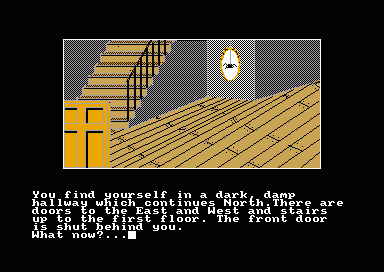 You find yourself in a dark, damp
hallway which continues North.There are
doors to the East and West and stairs
up to the first floor. The front door
is shut behind you.
What now?...